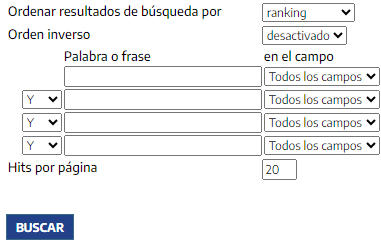 Ordenar resultados de búsqueda por ranking
Orden inverso desactivado
Palabra o frase en el campo
Todos los campos
Y Todos los campos
Y Todos los campos
Y Todos los campos
Hits por página 20
BUSCAR